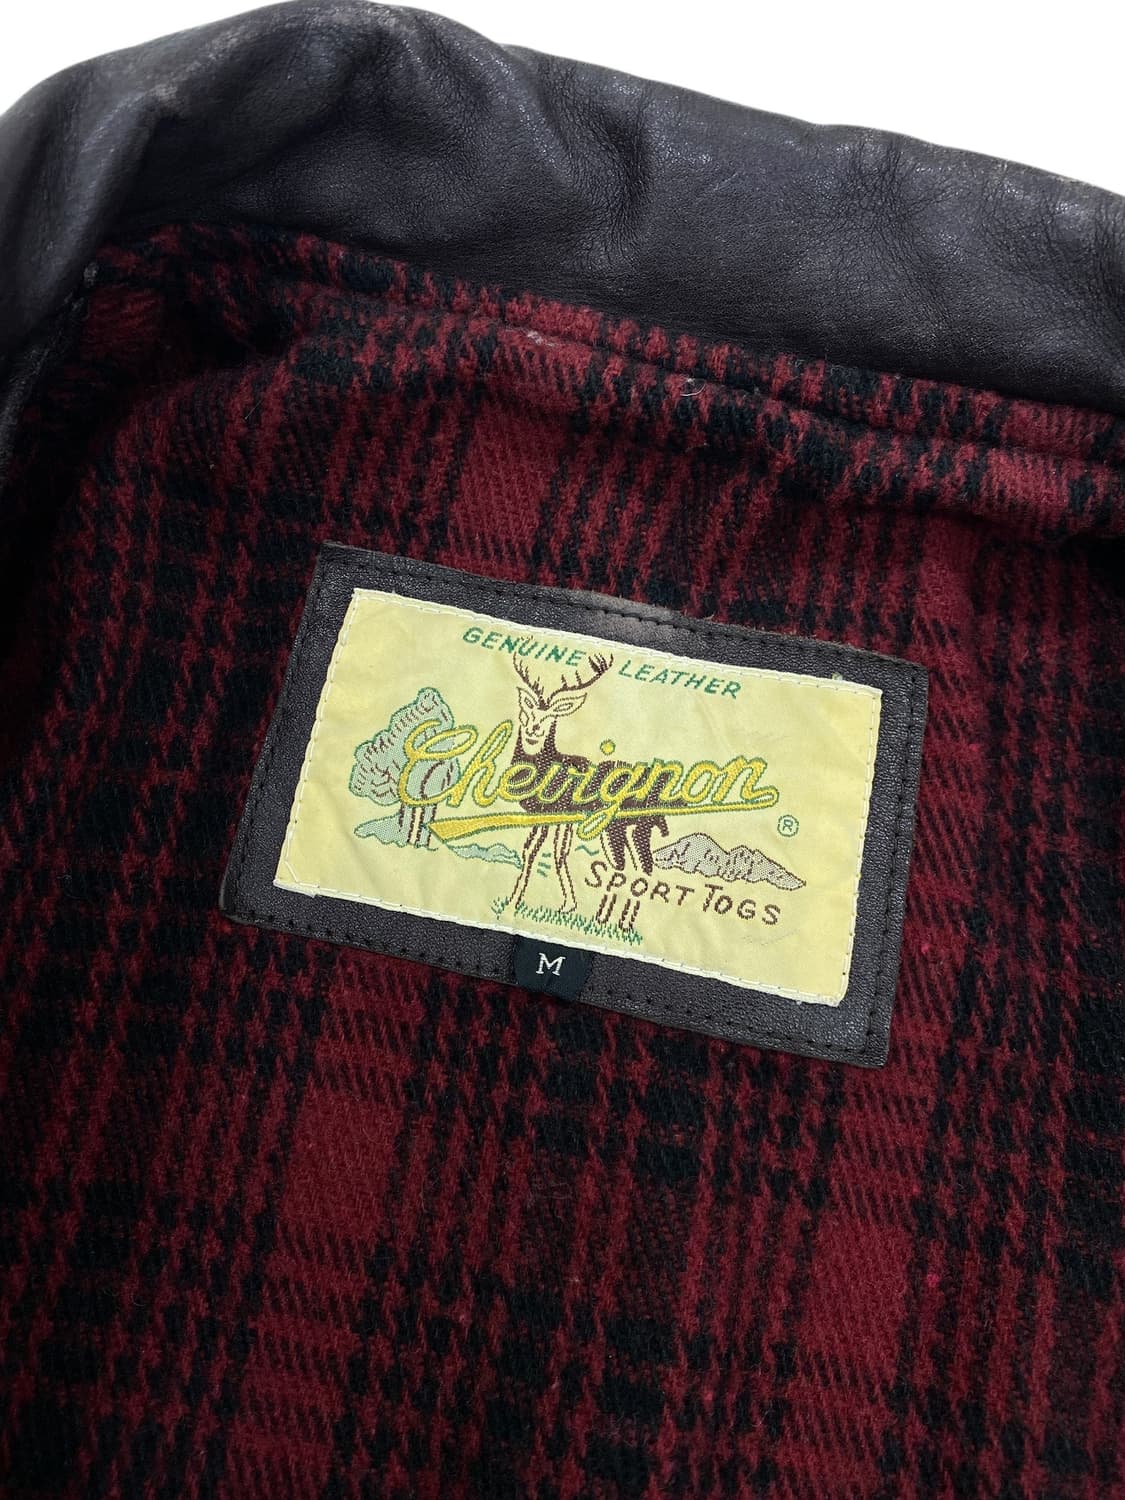 GENUINE LEATHER
Chevignon ®
SPORT TOGS
M